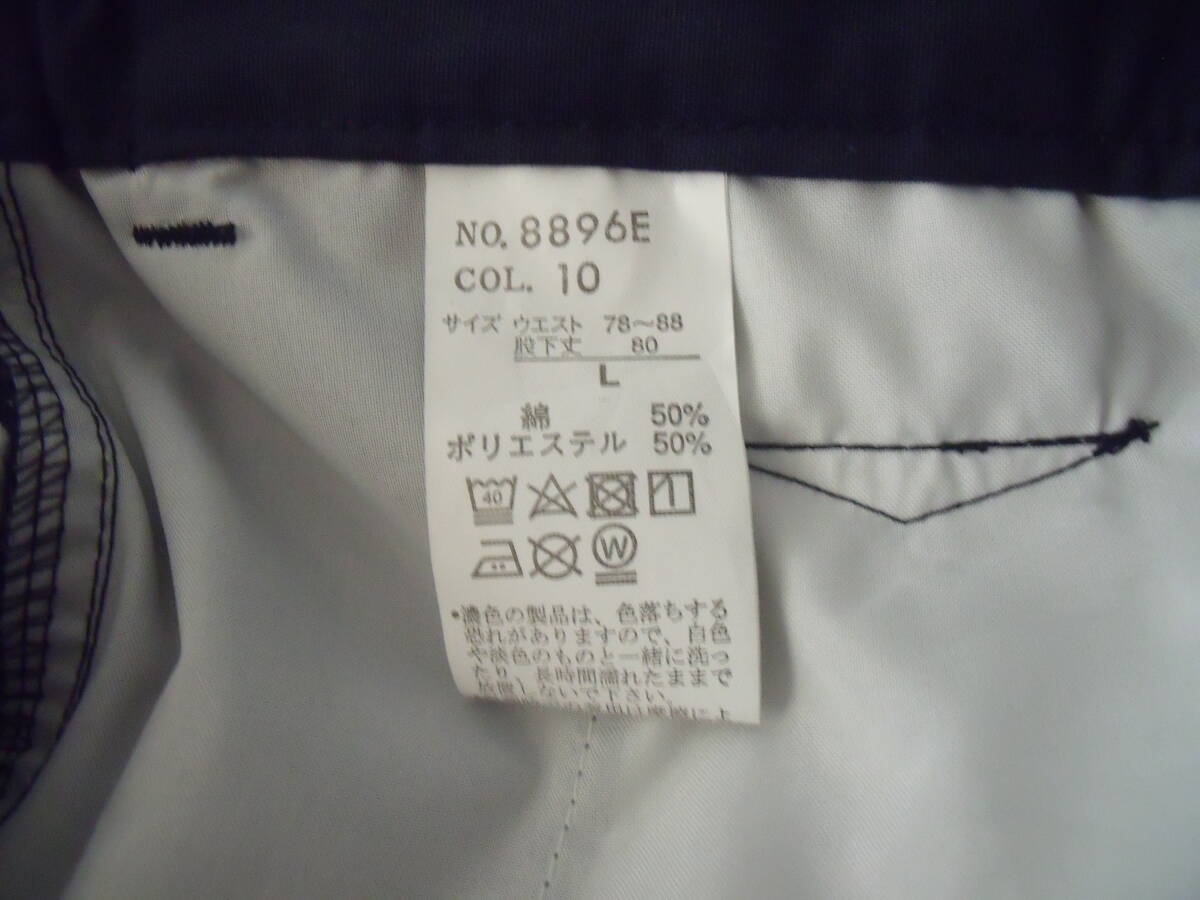 NO. 8896E
COL. 10
サイズ ウエスト 78～88
股下丈 80
L
綿 50%
ポリエステル 50%
40
W
・濃色の製品は、色落ちする
恐れがありますので、白色
や淡色のものと一緒に洗っ
たり、長時間濡れたままで
放置しないで下さい。